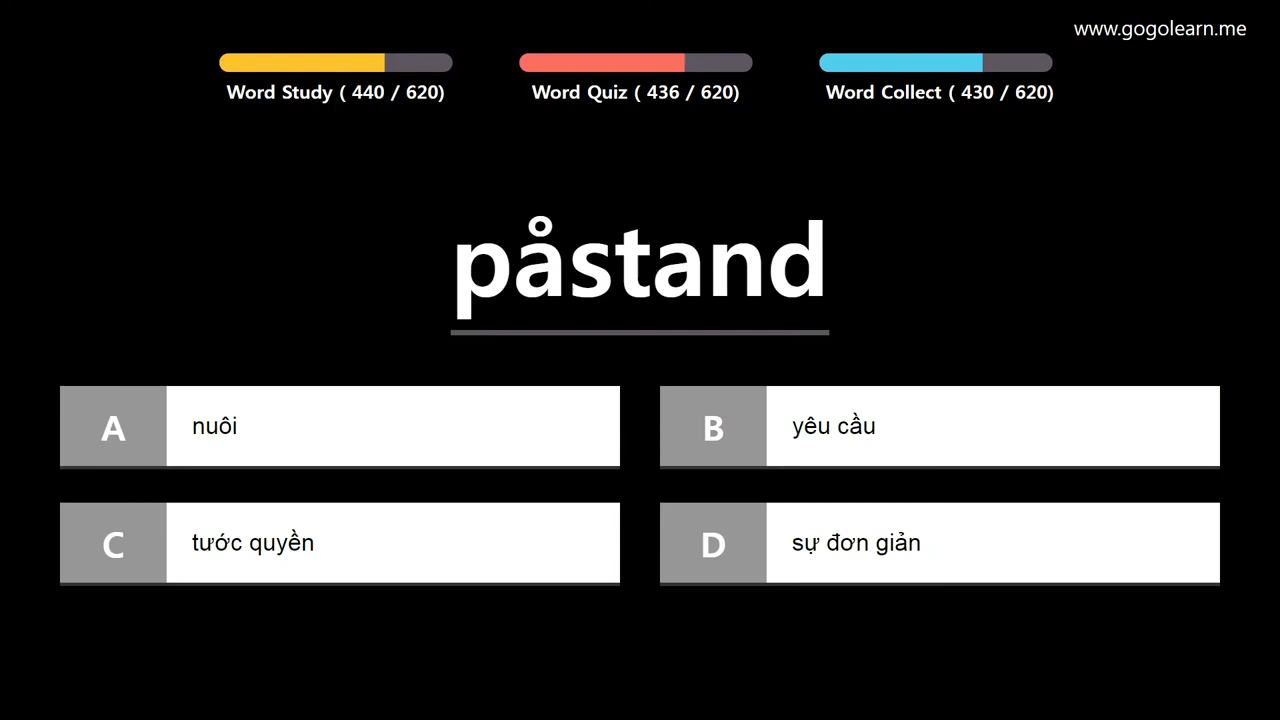 www.gogolearn.me
Word Study ( 440 / 620)
Word Quiz ( 436 / 620)
Word Collect ( 430 / 620)
påstand
A nuôi
B yêu cầu
C tước quyền
D sự đơn giản